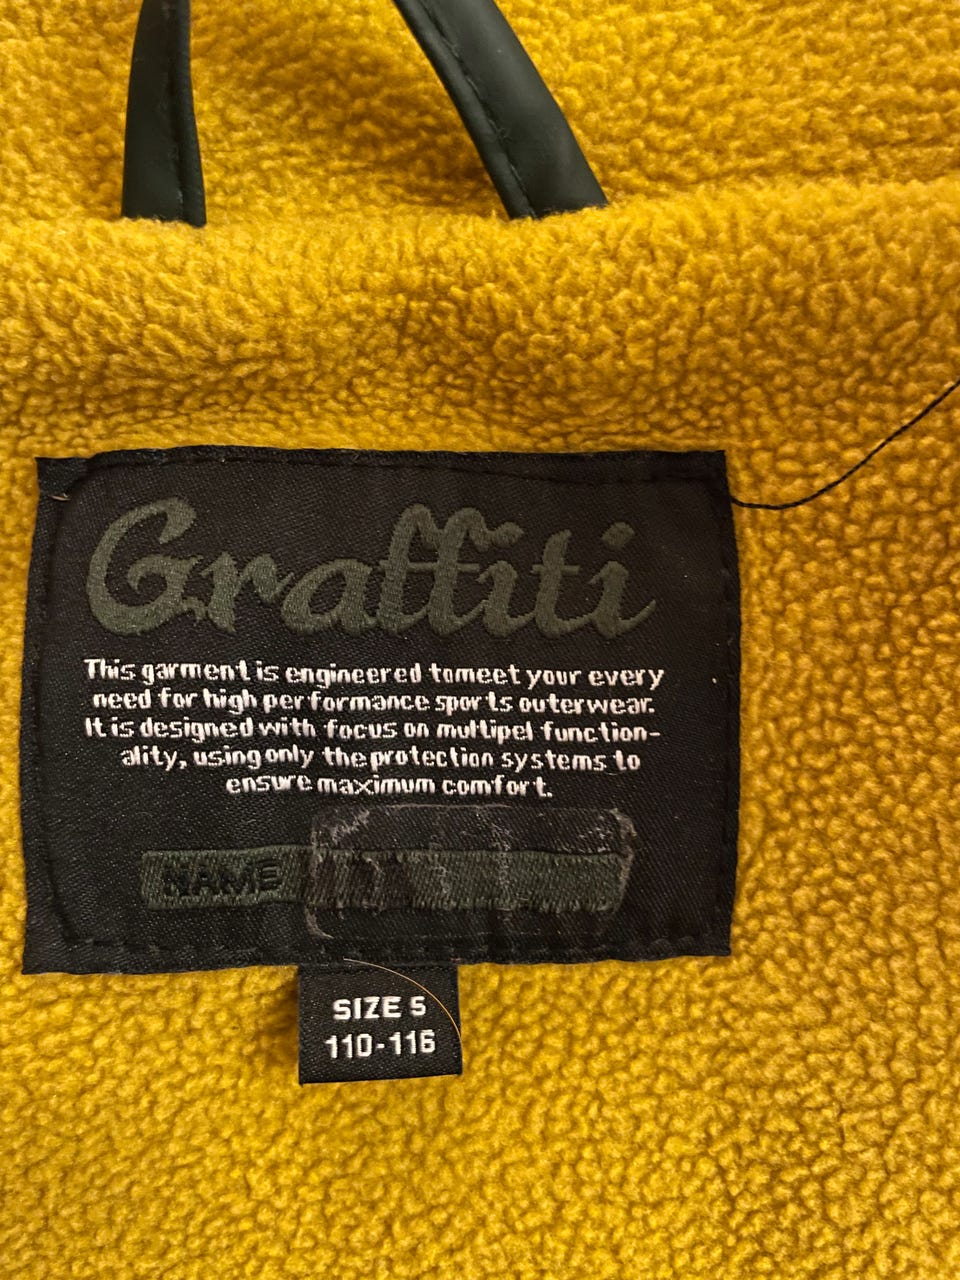 Graffiti
This garment is engineered tomeet your every
need for high performance sports outerwear.
It is designed with focus on multipel function-
ality, using only the protection systems to
ensure maximum comfort.
NAME
SIZE 5
110-116